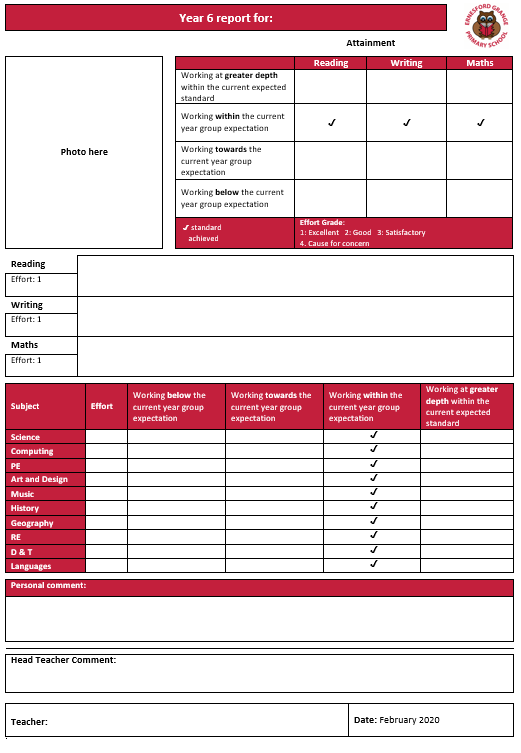 Year 6 report for:
ERNESFORD GRANGE
PRIMARY SCHOOL
Attainment
Photo here
Reading Writing Maths
Working at greater depth
within the current expected
standard
Working within the current ✓ ✓ ✓
year group expectation
Working towards the
current year group
expectation
Working below the current
year group expectation
✓ standard
achieved
Effort Grade:
1: Excellent 2: Good 3: Satisfactory
4. Cause for concern
Reading
Effort: 1
Writing
Effort: 1
Maths
Effort: 1
Subject
Effort
Working below the
current year group
expectation
Working towards the
current year group
expectation
Working within the
current year group
expectation
Working at greater
depth within the
current expected
standard
Science ✓
Computing ✓
PE ✓
Art and Design ✓
Music ✓
History ✓
Geography ✓
RE ✓
D & T ✓
Languages ✓
Personal comment:
Head Teacher Comment:
Teacher:
Date: February 2020